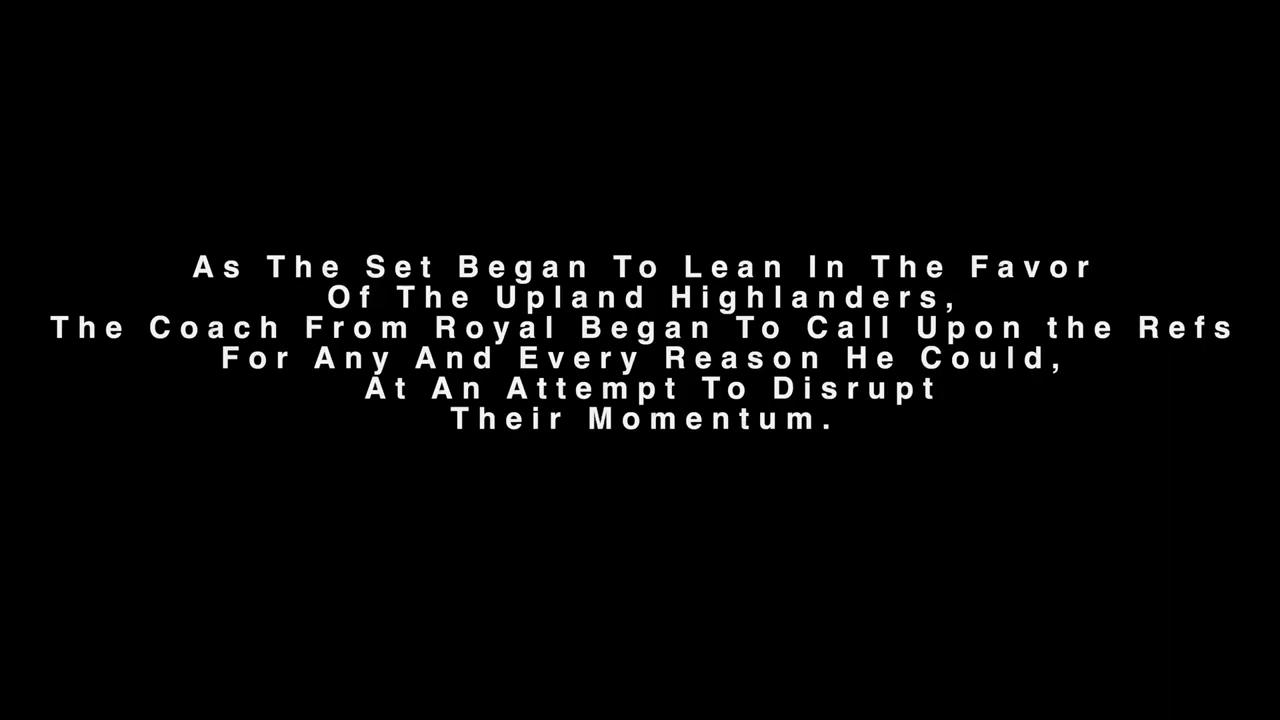 As The Set Began To Lean In The Favor
Of The Upland Highlanders,
The Coach From Royal Began To Call Upon the Refs
For Any And Every Reason He Could,
At An Attempt To Disrupt
Their Momentum.